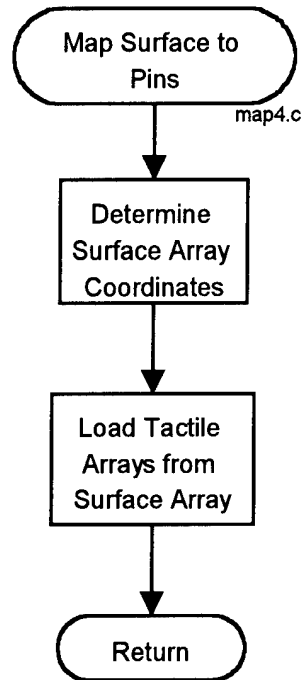 Map Surface to
Pins
map4.c
Determine
Surface Array
Coordinates
Load Tactile
Arrays from
Surface Array
Return